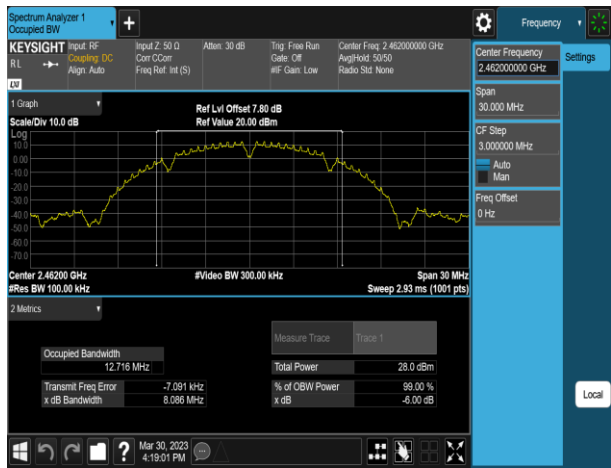 Spectrum Analyzer 1
Occupied BW
+
Frequency
KEYSIGHT
RL
Input: RF
Coupling: DC
Align: Auto
Input Z: 50 Ω
Corr CCorr
Freq Ref: Int (S)
Atten: 30 dB
Trig: Free Run
Gate: Off
#IF Gain: Low
Center Freq: 2.462000000 GHz
Avg|Hold: 50/50
Radio Std: None
LXI
Center Frequency
2.462000000 GHz
Settings
Span
30.000 MHz
CF Step
3.000000 MHz
Auto
Man
Freq Offset
0 Hz
1 Graph
Scale/Div 10.0 dB
Ref Lvl Offset 7.80 dB
Ref Value 20.00 dBm
Log
10.0
0.00
-10.0
-20.0
-30.0
-40.0
-50.0
-60.0
-70.0
Center 2.46200 GHz
#Res BW 100.00 kHz
#Video BW 300.00 kHz
Span 30 MHz
Sweep 2.93 ms (1001 pts)
2 Metrics
Measure Trace
Trace 1
Occupied Bandwidth
12.716 MHz
Total Power
28.0 dBm
Transmit Freq Error
-7.091 kHz
% of OBW Power
99.00 %
x dB Bandwidth
8.086 MHz
x dB
-6.00 dB
Local
?
Mar 30, 2023
4:19:01 PM